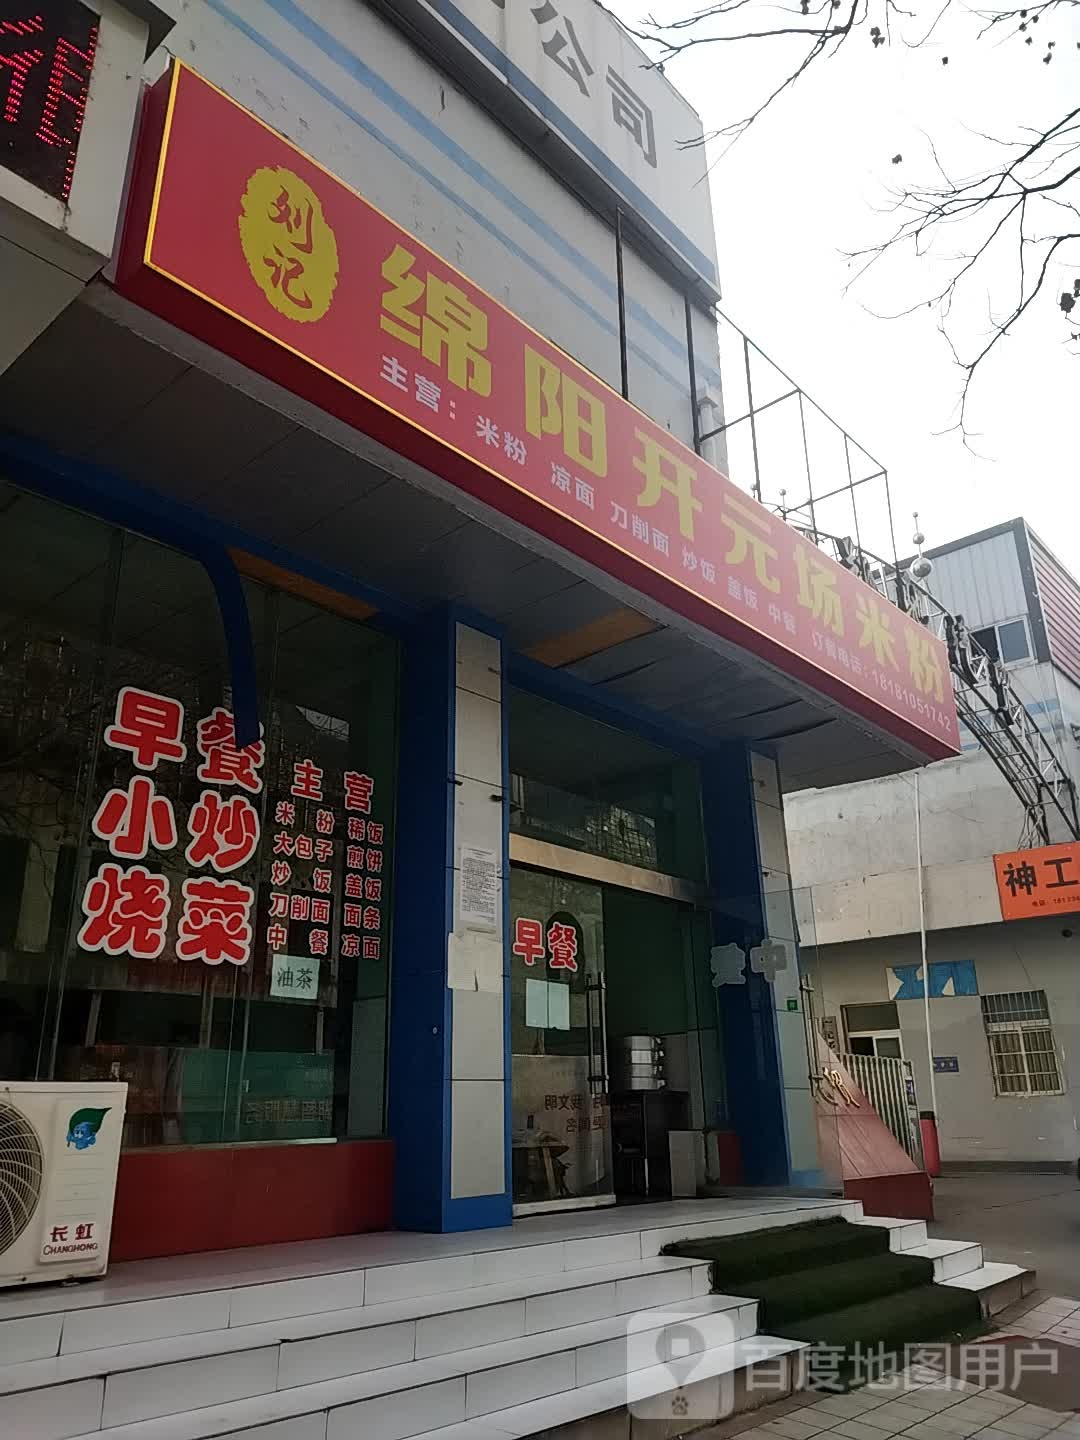 公司
刘记
绵阳开元场米粉
主营：米粉 凉面 刀削面 炒饭 盖饭 中餐 订餐电话：18181051742
早餐
小炒
烧菜
主营
米粉 稀饭
大包子 煎饼
炒饭 盖饭
刀削面 面条
中餐 凉面
油茶
早餐
中
我文明
神工
长虹
CHANGHONG
百度地图用户